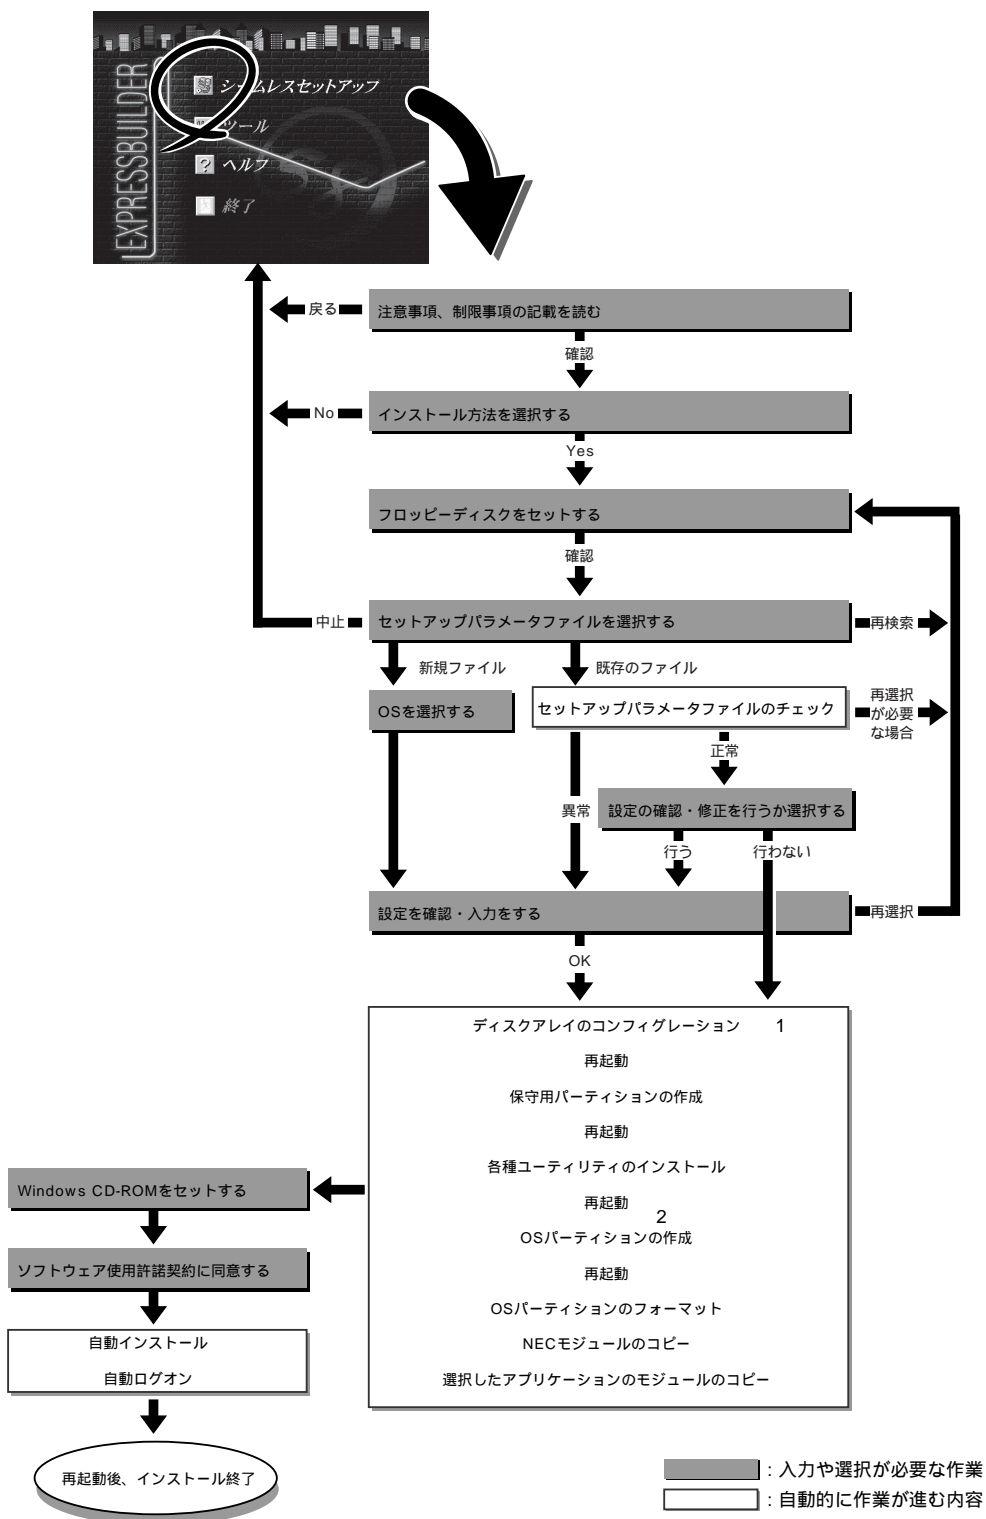 EXPRESSBUILDER
シームレスセットアップ
ツール
ヘルプ
終了
注意事項、制限事項の記載を読む
戻る
確認
インストール方法を選択する
No
Yes
フロッピーディスクをセットする
確認
セットアップパラメータファイルを選択する
中止
再検索
新規ファイル
既存のファイル
OSを選択する
セットアップパラメータファイルのチェック
再選択
が必要
な場合
正常
異常
設定の確認・修正を行うか選択する
行う
行わない
設定を確認・入力をする
再選択
OK
ディスクアレイのコンフィグレーション 1
再起動
保守用パーティションの作成
再起動
各種ユーティリティのインストール
再起動
2
OSパーティションの作成
再起動
OSパーティションのフォーマット
NECモジュールのコピー
選択したアプリケーションのモジュールのコピー
Windows CD-ROMをセットする
ソフトウェア使用許諾契約に同意する
自動インストール
自動ログオン
再起動後、インストール終了
：入力や選択が必要な作業
：自動的に作業が進む内容